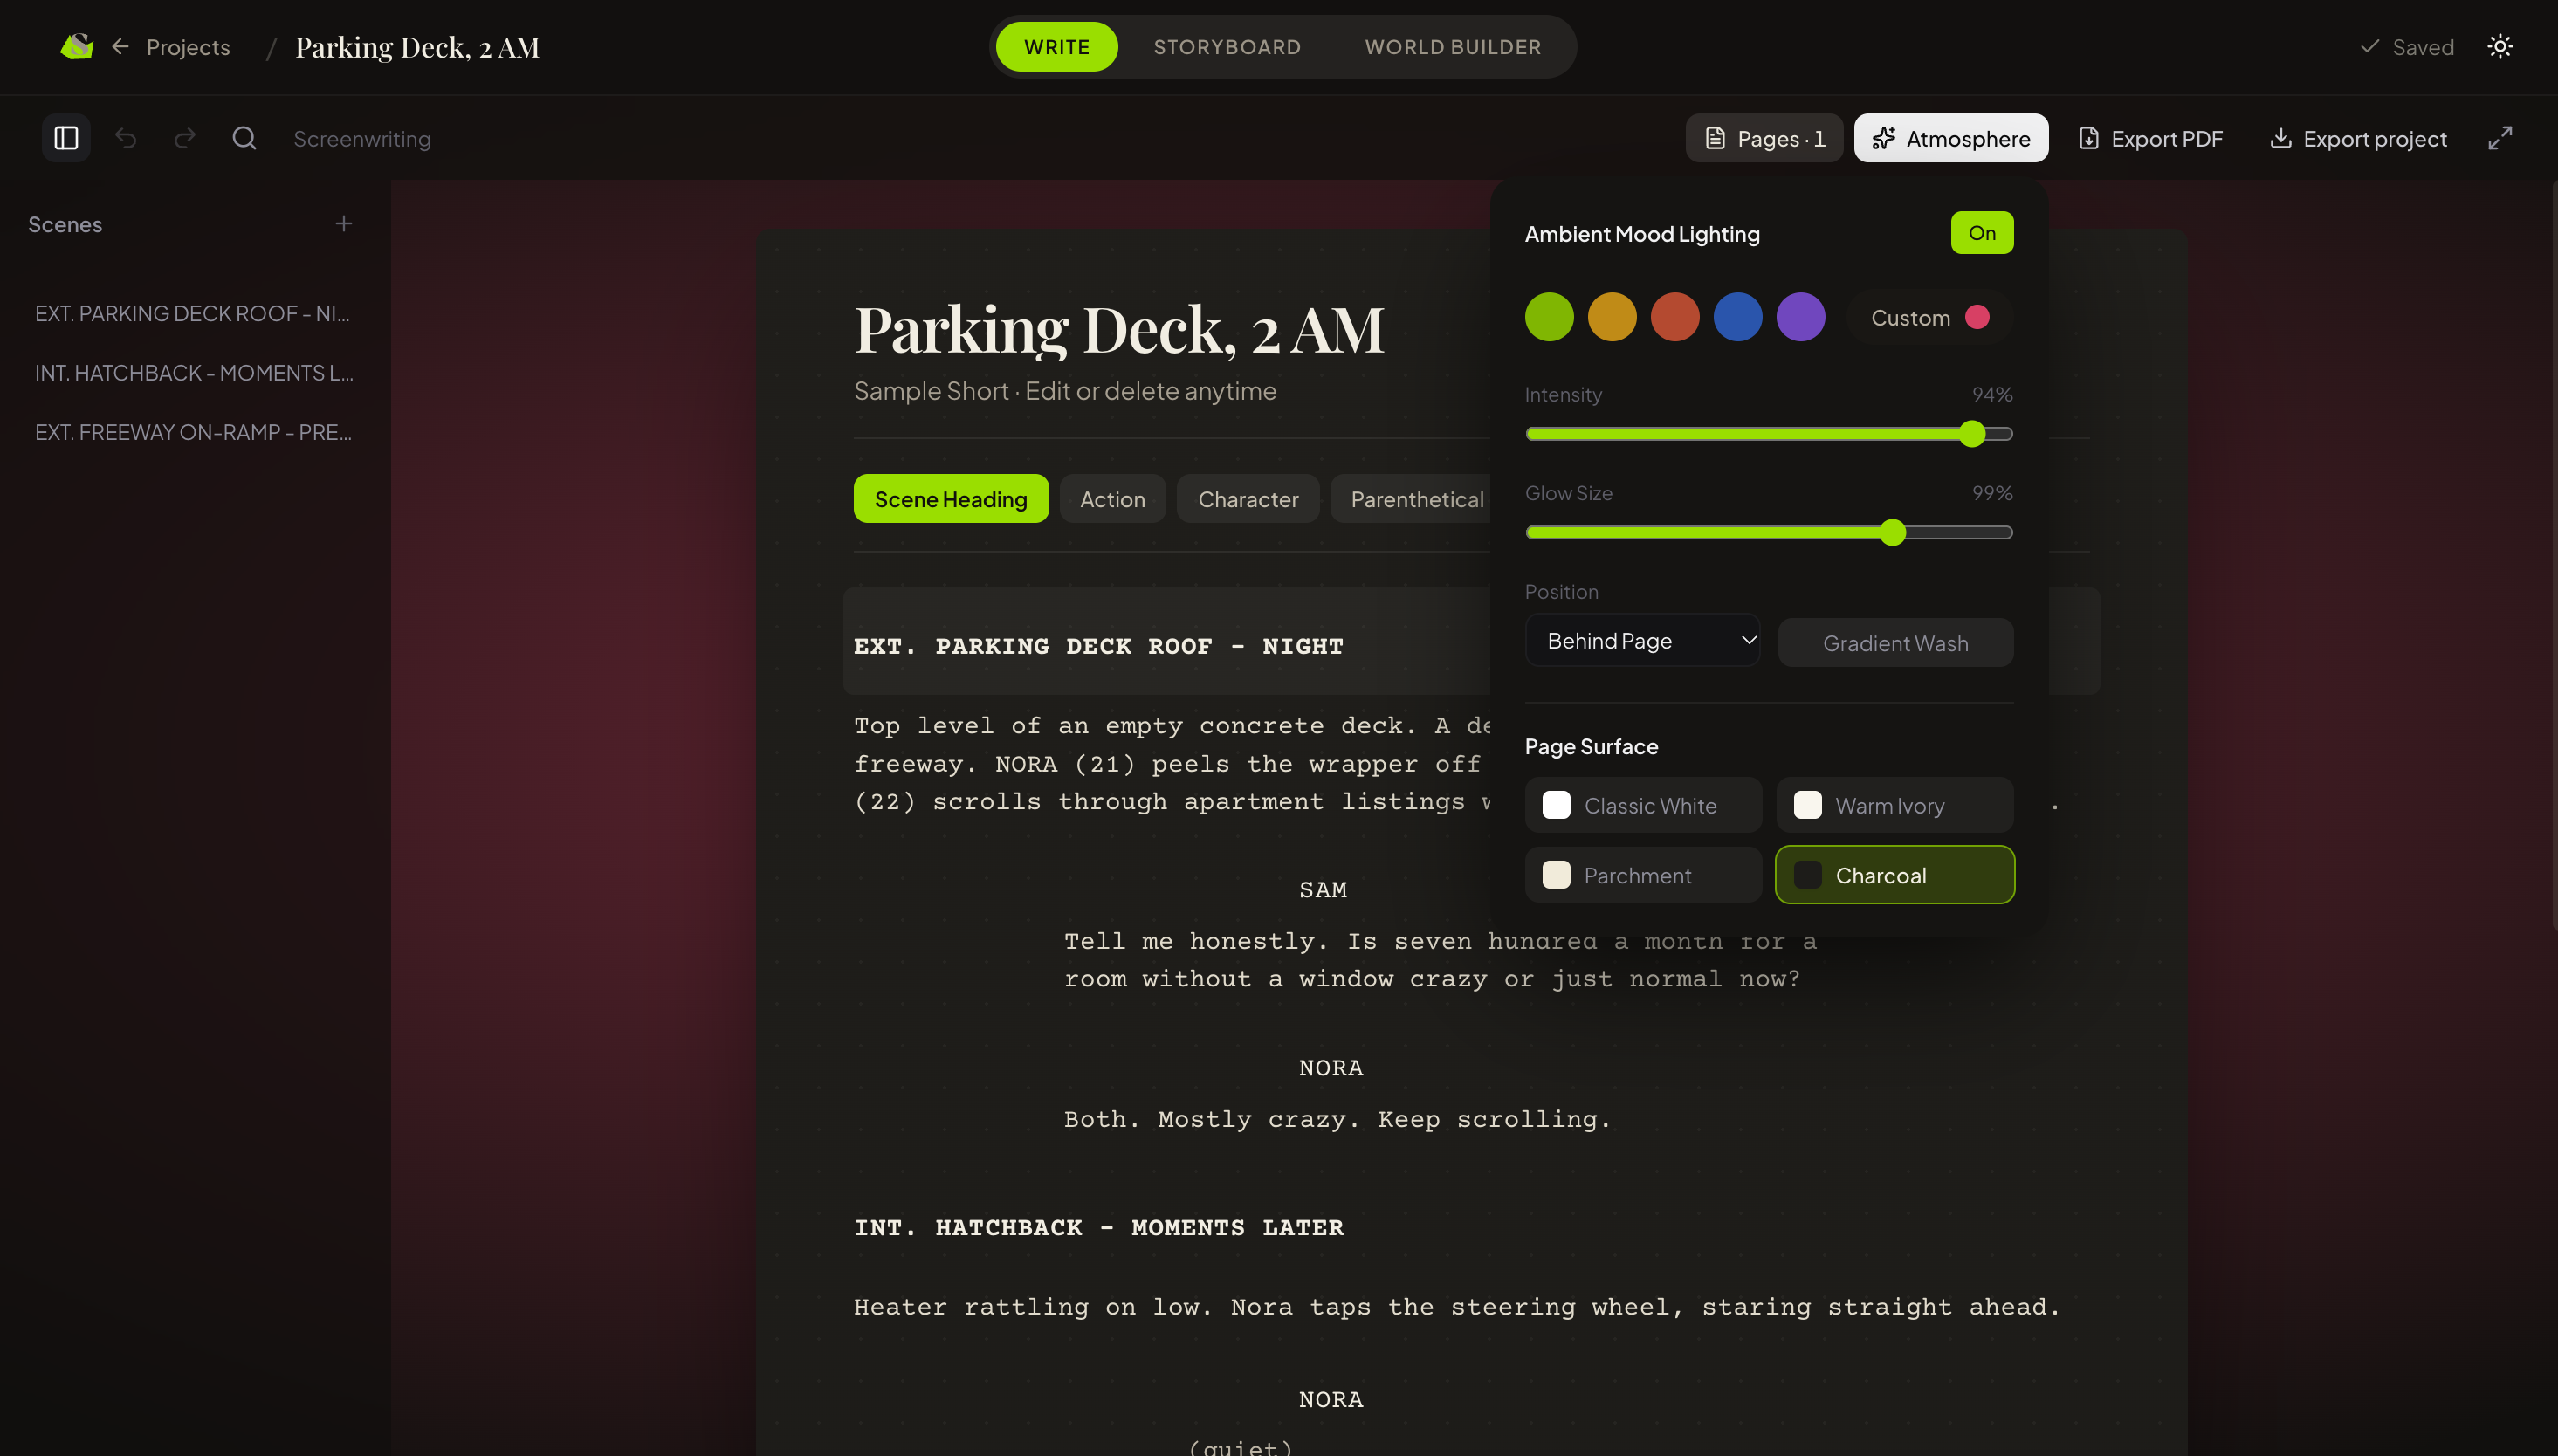 Projects / Parking Deck, 2 AM
WRITE STORYBOARD WORLD BUILDER
Saved
Screenwriting
Pages · 1 Atmosphere Export PDF Export project
Scenes
EXT. PARKING DECK ROOF - NI...
INT. HATCHBACK - MOMENTS L...
EXT. FREEWAY ON-RAMP - PRE...
Parking Deck, 2 AM
Sample Short · Edit or delete anytime
Scene Heading Action Character Parenthetical
EXT. PARKING DECK ROOF - NIGHT
Top level of an empty concrete deck. A
freeway. NORA (21) peels the wrapper off
(22) scrolls through apartment listings
SAM
Tell me honestly. Is seven hundred a month for a
room without a window crazy or just normal now?
NORA
Both. Mostly crazy. Keep scrolling.
INT. HATCHBACK - MOMENTS LATER
Heater rattling on low. Nora taps the steering wheel, staring straight ahead.
NORA
(quiet)
Ambient Mood Lighting On
Custom
Intensity 94%
Glow Size 99%
Position
Behind Page Gradient Wash
Page Surface
Classic White Warm Ivory
Parchment Charcoal